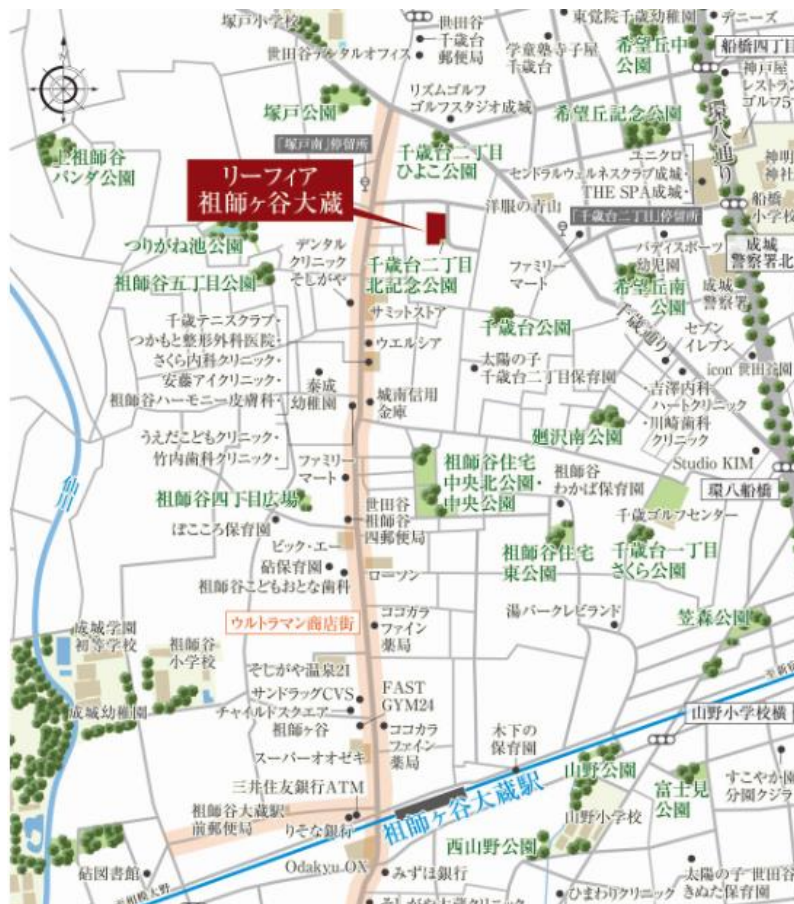 塚戸小学校
世田谷デンタルオフィス
世田谷
千歳台
郵便局
学童塾寺子屋
千歳台
東覚院千歳幼稚園
希望丘中
公園
デニーズ
船橋四丁目
神戸屋
レストラン
ゴルフ5
環八通り
塚戸公園
リズムゴルフ
ゴルフスタジオ成城
希望丘記念公園
「塚戸南」停留所
千歳台二丁目
ひよこ公園
ユニクロ
セントラルウェルネスクラブ成城
THE SPA成城
神明
神社
船橋
小学校
上祖師谷
パンダ公園
リーフィア
祖師ヶ谷大蔵
洋服の青山
「千歳台二丁目」停留所
成城
警察署北
つりがね池公園
デンタル
クリニック
そしがや
千歳台二丁目
北記念公園
ファミリー
マート
バディスポーツ
幼児園
希望丘南
公園
成城
警察署
祖師谷五丁目公園
サミットストア
千歳台公園
千歳通り
セブン
イレブン
千歳テニスクラブ
つかもと整形外科医院
さくら内科クリニック
安藤アイクリニック
祖師谷ハーモニー皮膚科
ウエルシア
太陽の子
千歳台二丁目保育園
icon 世田谷園
泰成
幼稚園
城南信用
金庫
吉澤内科
ハートクリニック
川崎歯科
クリニック
うえだこどもクリニック
竹内歯科クリニック
廻沢南公園
Studio KIM
ファミリー
マート
祖師谷住宅
中央北公園・
中央公園
祖師谷
わかば保育園
環八船橋
仙川
祖師谷四丁目広場
ぽこころ保育園
世田谷
祖師谷
四郵便局
千歳ゴルフセンター
ビック・エー
砧保育園
祖師谷こどもおとな歯科
ローソン
祖師谷住宅
東公園
千歳台一丁目
さくら公園
ウルトラマン商店街
ココカラ
ファイン
薬局
湯パークレビランド
笠森公園
成城学園
初等学校
祖師谷
小学校
そしがや温泉21
サンドラッグCVS
チャイルドスクエア
祖師ヶ谷
FAST
GYM24
至新宿
成城幼稚園
ココカラ
ファイン
薬局
木下の
保育園
山野小学校横
スーパーオオゼキ
三井住友銀行ATM
祖師ヶ谷大蔵駅
山野公園
富士見
公園
すこやか園
分園クジラ
祖師谷大蔵駅
前郵便局
りそな銀行
山野小学校
西山野公園
砧図書館
Odakyu OX
みずほ銀行
太陽の子 世田谷
きぬた保育園
至相模大野
そしがや大蔵クリニック
ひまわりクリニック